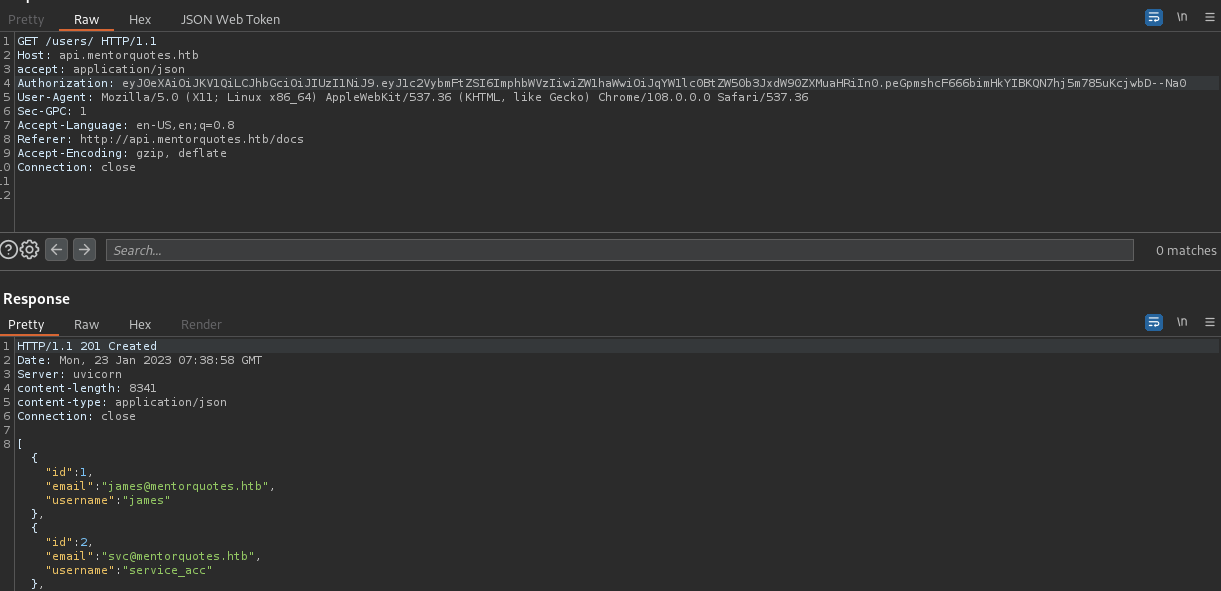 Pretty Raw Hex JSON Web Token \n
1 GET /users/ HTTP/1.1
2 Host: api.mentorquotes.htb
3 accept: application/json
4 Authorization: eyJ0eXAiOiJKV1QiLCJhbGciOiJIUzI1NiJ9.eyJ1c2VybmFtZSI6ImphbWVzIiwiZW1haWwiOiJqYW1lc0BtZW50b3JxdW90ZXMuaHRiIn0.peGpmshcF666bimHkYIBKQN7hj5m785uKcjwbD--Na0
5 User-Agent: Mozilla/5.0 (X11; Linux x86_64) AppleWebKit/537.36 (KHTML, like Gecko) Chrome/108.0.0.0 Safari/537.36
6 Sec-GPC: 1
7 Accept-Language: en-US,en;q=0.8
8 Referer: http://api.mentorquotes.htb/docs
9 Accept-Encoding: gzip, deflate
10 Connection: close
11
12
Search... 0 matches
Response
Pretty Raw Hex Render \n
1 HTTP/1.1 201 Created
2 Date: Mon, 23 Jan 2023 07:38:58 GMT
3 Server: uvicorn
4 content-length: 8341
5 content-type: application/json
6 Connection: close
7
8 [
{
"id":1,
"email":"james@mentorquotes.htb",
"username":"james"
},
{
"id":2,
"email":"svc@mentorquotes.htb",
"username":"service_acc"
},